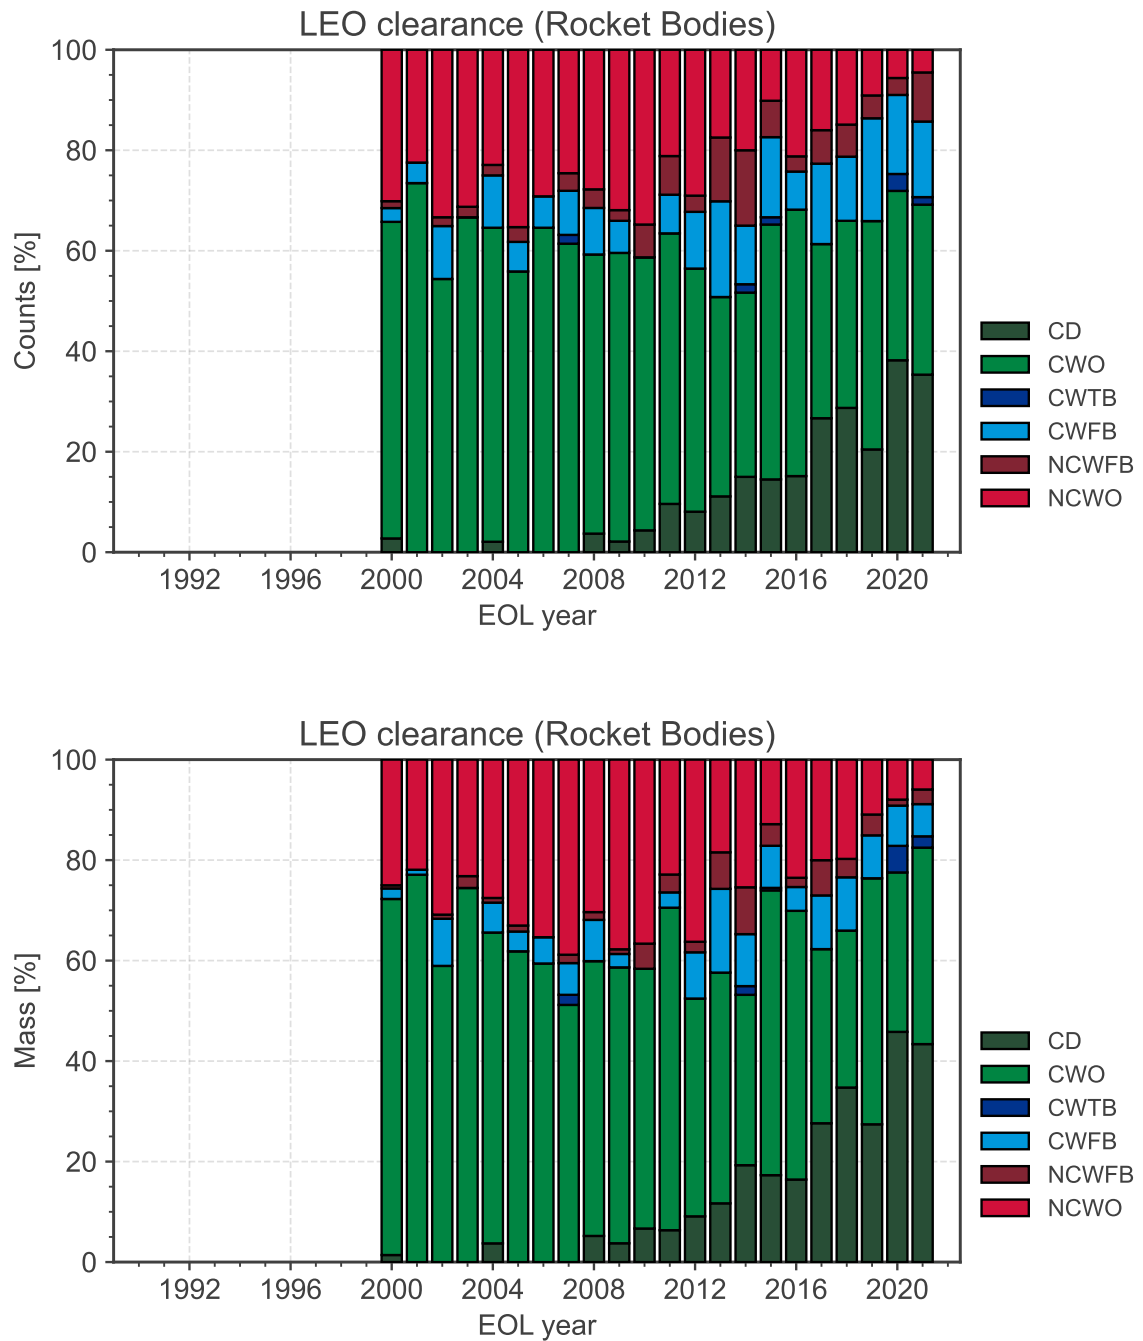 LEO clearance (Rocket Bodies)
100
80
60
40
20
0
Counts [%]
1992 1996 2000 2004 2008 2012 2016 2020
EOL year
CD
CWO
CWTB
CWFB
NCWFB
NCWO
LEO clearance (Rocket Bodies)
100
80
60
40
20
0
Mass [%]
1992 1996 2000 2004 2008 2012 2016 2020
EOL year
CD
CWO
CWTB
CWFB
NCWFB
NCWO